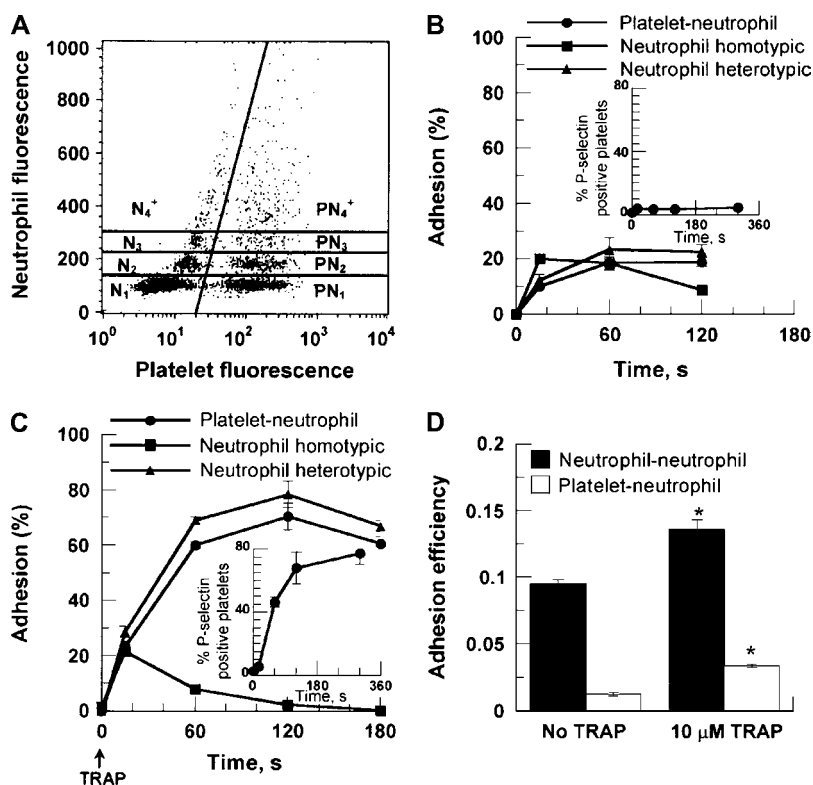 A
Neutrophil fluorescence
1000
800
600
400
200
0
N4+
PN4+
N3
PN3
N2
PN2
N1
PN1
10^0 10^1 10^2 10^3 10^4
Platelet fluorescence
B
Platelet-neutrophil
Neutrophil homotypic
Neutrophil heterotypic
Adhesion (%)
100
80
60
40
20
0
% P-selectin
positive platelets
80
40
0
180 360
Time, s
0 60 120 180
Time, s
C
Platelet-neutrophil
Neutrophil homotypic
Neutrophil heterotypic
Adhesion (%)
100
80
60
40
20
0
% P-selectin
positive platelets
80
40
0
0 180 360
Time, s
0 60 120 180
TRAP
Time, s
D
Neutrophil-neutrophil
Platelet-neutrophil
Adhesion efficiency
0.2
0.15
0.1
0.05
0
*
*
No TRAP 10 μM TRAP